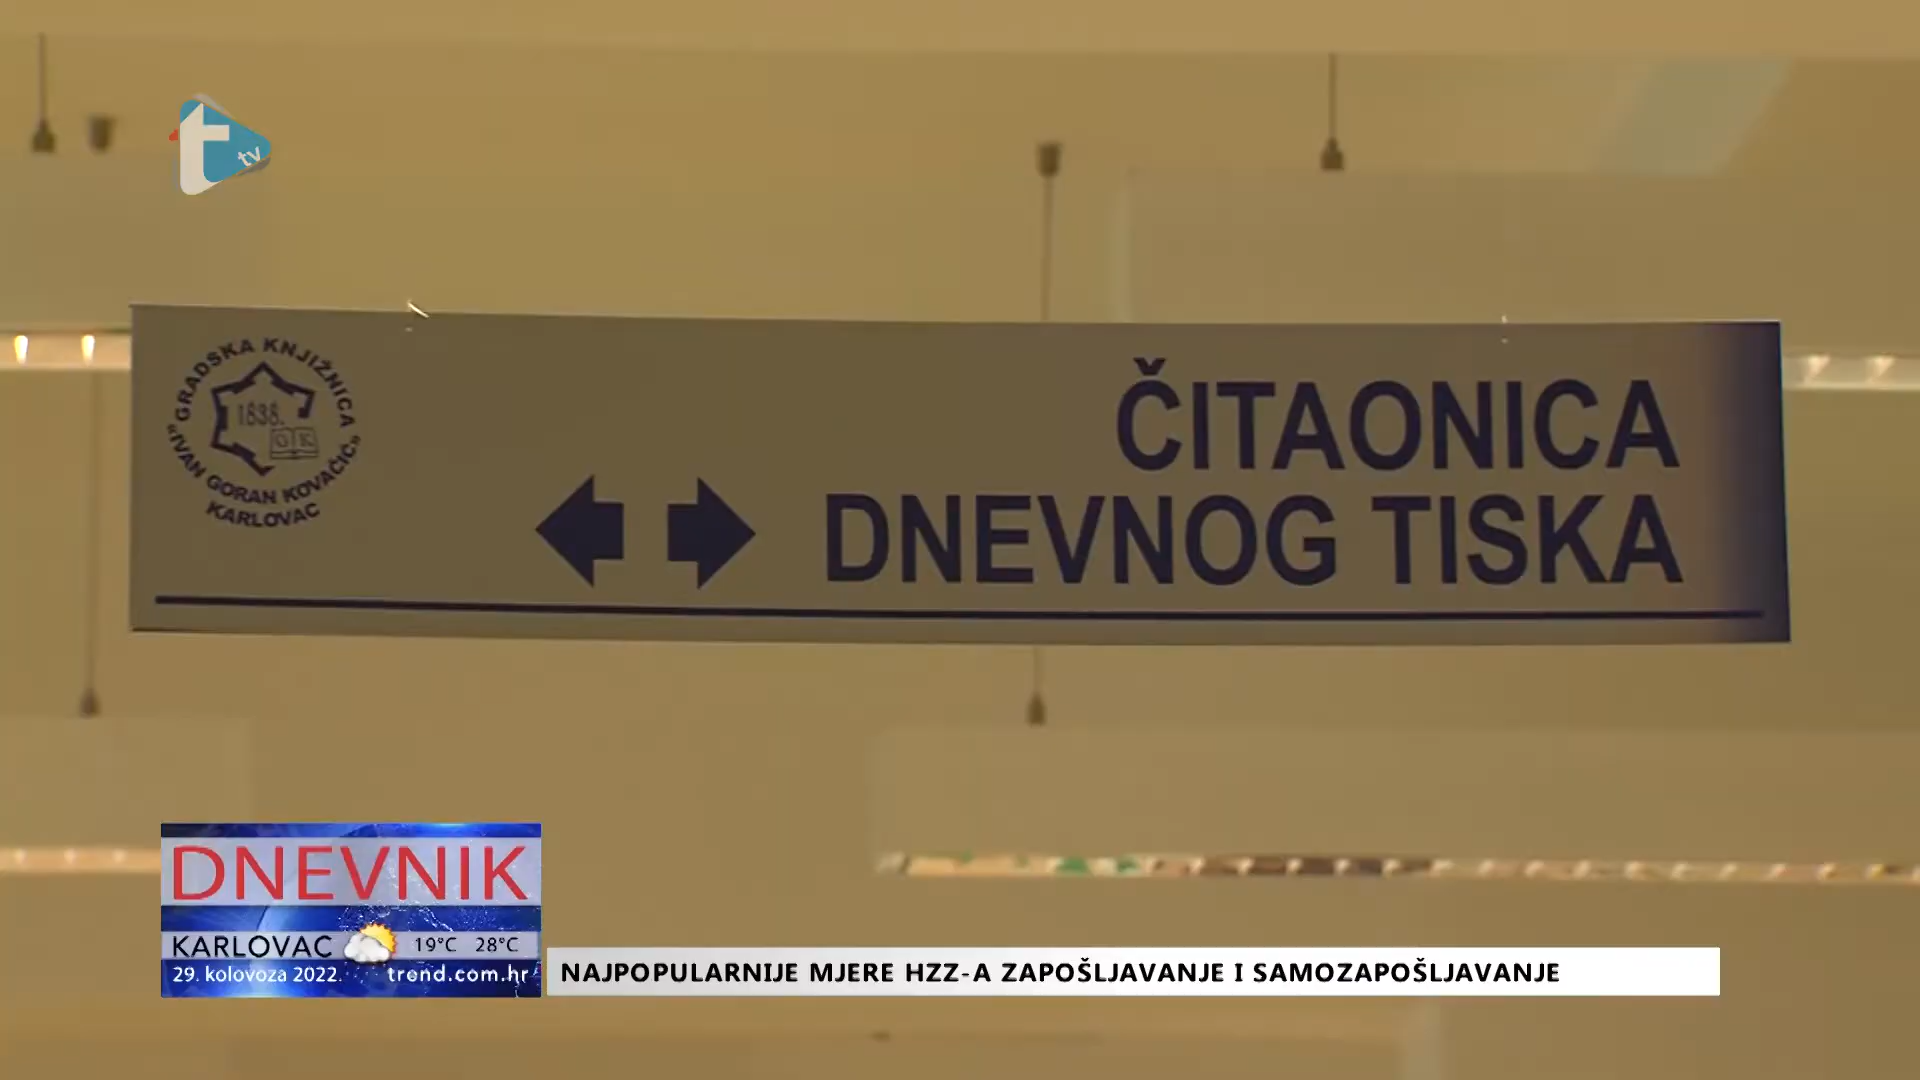 t tv
GRADSKA KNJIŽNICA
«IVAN GORAN KOVAČIĆ»
KARLOVAC
1838.
GK
ČITAONICA
DNEVNOG TISKA
DNEVNIK
KARLOVAC 19°C 28°C
29. kolovoza 2022. trend.com.hr
NAJPOPULARNIJE MJERE HZZ-A ZAPOŠLJAVANJE I SAMOZAPOŠLJAVANJE